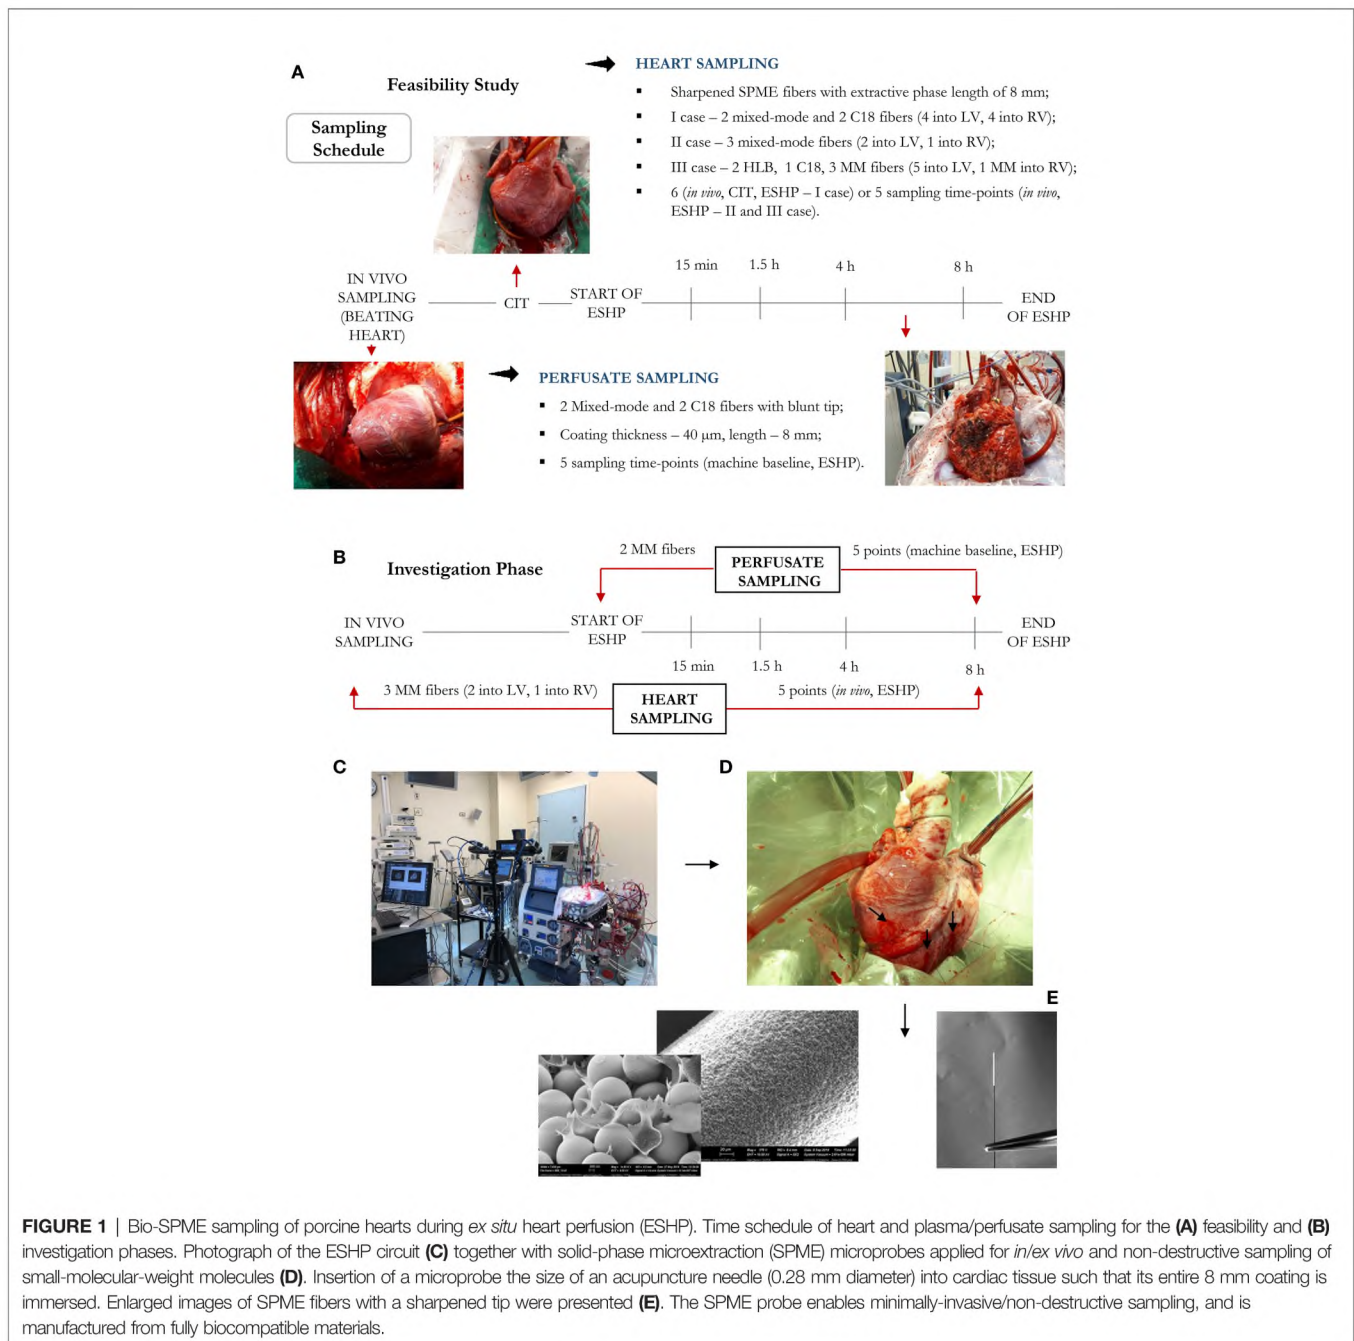 A
Feasibility Study
Sampling
Schedule
HEART SAMPLING
▪ Sharpened SPME fibers with extractive phase length of 8 mm;
▪ I case – 2 mixed-mode and 2 C18 fibers (4 into LV, 4 into RV);
▪ II case – 3 mixed-mode fibers (2 into LV, 1 into RV);
▪ III case – 2 HLB, 1 C18, 3 MM fibers (5 into LV, 1 MM into RV);
▪ 6 (in vivo, CIT, ESHP – I case) or 5 sampling time-points (in vivo,
ESHP – II and III case).
IN VIVO
SAMPLING
(BEATING
HEART)
CIT
START OF
ESHP
15 min
1.5 h
4 h
8 h
END
OF ESHP
PERFUSATE SAMPLING
▪ 2 Mixed-mode and 2 C18 fibers with blunt tip;
▪ Coating thickness – 40 µm, length – 8 mm;
▪ 5 sampling time-points (machine baseline, ESHP).
B
Investigation Phase
2 MM fibers
PERFUSATE
SAMPLING
5 points (machine baseline, ESHP)
IN VIVO
SAMPLING
START OF
ESHP
15 min
1.5 h
4 h
8 h
END
OF ESHP
3 MM fibers (2 into LV, 1 into RV)
HEART
SAMPLING
5 points (in vivo, ESHP)
C
D
E
FIGURE 1 | Bio-SPME sampling of porcine hearts during ex situ heart perfusion (ESHP). Time schedule of heart and plasma/perfusate sampling for the (A) feasibility and (B)
investigation phases. Photograph of the ESHP circuit (C) together with solid-phase microextraction (SPME) microprobes applied for in/ex vivo and non-destructive sampling of
small-molecular-weight molecules (D). Insertion of a microprobe the size of an acupuncture needle (0.28 mm diameter) into cardiac tissue such that its entire 8 mm coating is
immersed. Enlarged images of SPME fibers with a sharpened tip were presented (E). The SPME probe enables minimally-invasive/non-destructive sampling, and is
manufactured from fully biocompatible materials.